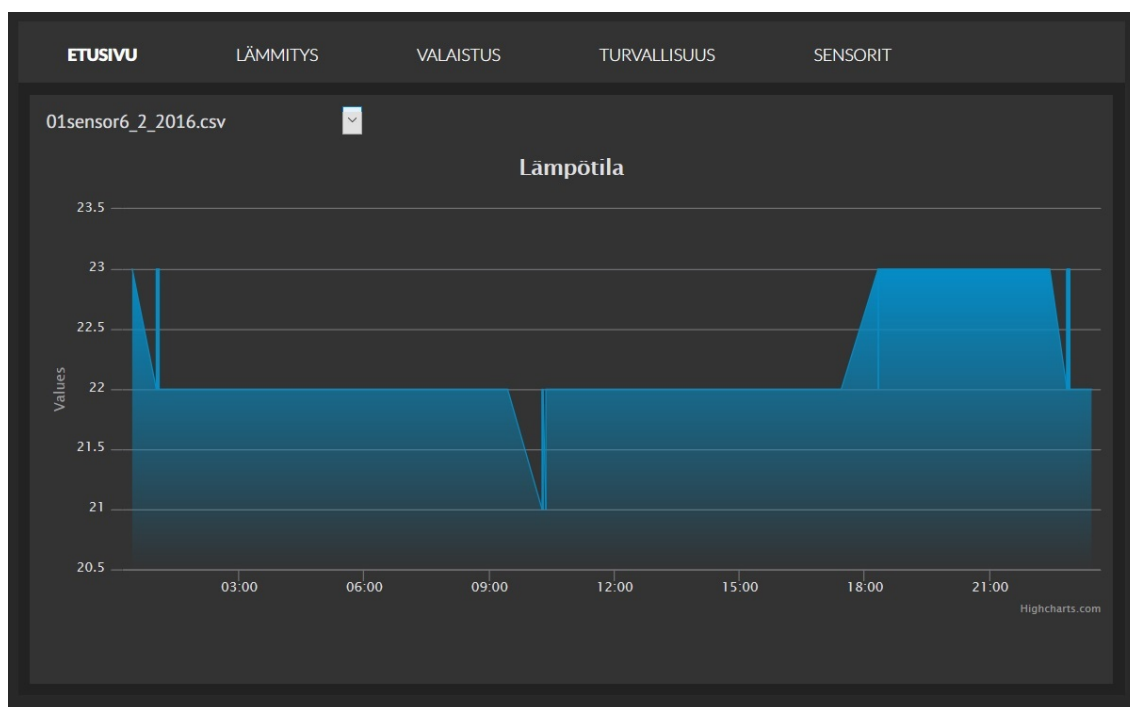 ETUSIVU LÄMMITYS VALAISTUS TURVALLISUUS SENSORIT
01sensor6_2_2016.csv
Lämpötila
23.5
23
22.5
22
21.5
21
20.5
Values
03:00 06:00 09:00 12:00 15:00 18:00 21:00
Highcharts.com